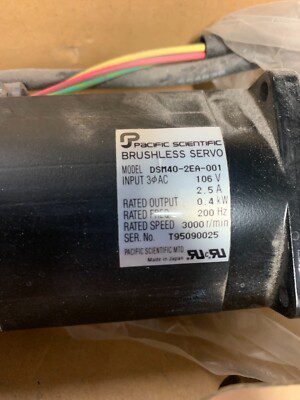 PACIFIC SCIENTIFIC
BRUSHLESS SERVO
MODEL DSM40-2EA-001
INPUT 3ΦAC 106 V
2.5 A
RATED OUTPUT 0.4 kW
RATED FREQ. 200 Hz
RATED SPEED 3000 r/min
SER. No. T95090025
PACIFIC SCIENTIFIC MTD.
Made in Japan